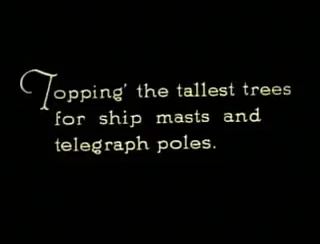 Topping' the tallest trees
for ship masts and
telegraph poles.